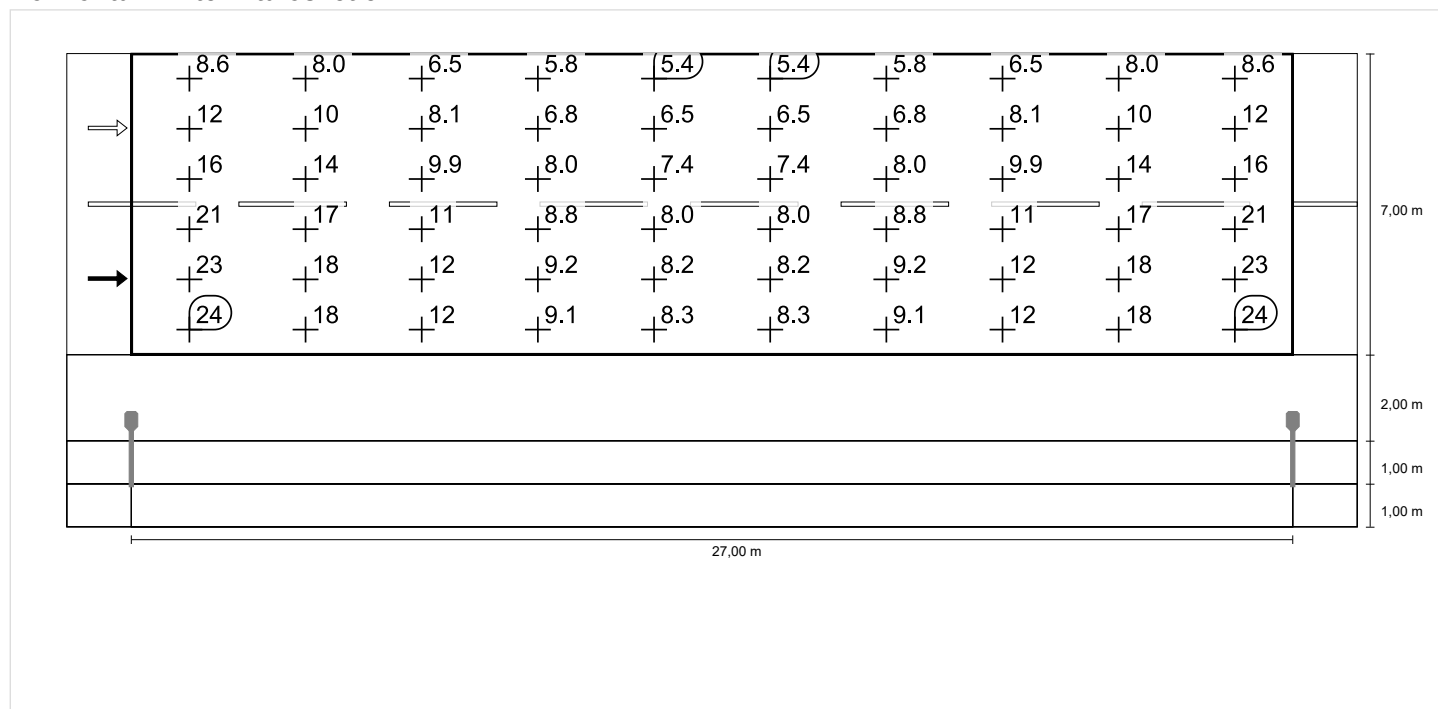 8.6 8.0 6.5 5.8 5.4 5.4 5.8 6.5 8.0 8.6
12 10 8.1 6.8 6.5 6.5 6.8 8.1 10 12
16 14 9.9 8.0 7.4 7.4 8.0 9.9 14 16
21 17 11 8.8 8.0 8.0 8.8 11 17 21
7,00 m
23 18 12 9.2 8.2 8.2 9.2 12 18 23
24 18 12 9.1 8.3 8.3 9.1 12 18 24
2,00 m
1,00 m
1,00 m
27,00 m